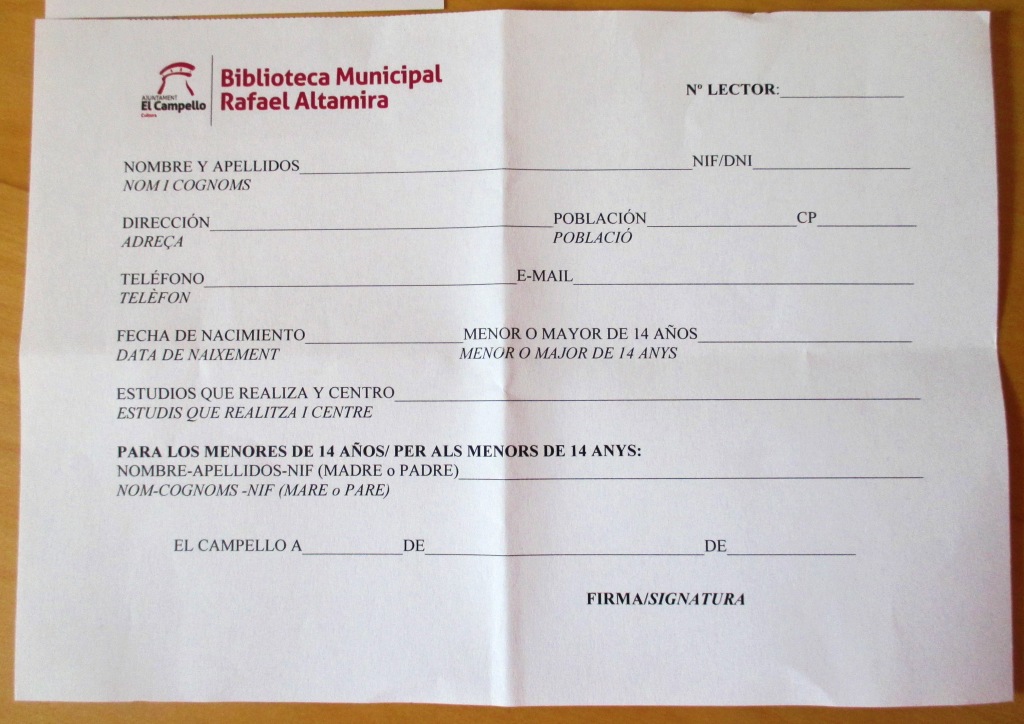 AJUNTAMENT
El Campello
Cultura
Biblioteca Municipal
Rafael Altamira
Nº LECTOR:
NOMBRE Y APELLIDOS NIF/DNI
NOM I COGNOMS
DIRECCIÓN POBLACIÓN CP
ADREÇA POBLACIÓ
TELÉFONO E-MAIL
TELÈFON
FECHA DE NACIMIENTO MENOR O MAYOR DE 14 AÑOS
DATA DE NAIXEMENT MENOR O MAJOR DE 14 ANYS
ESTUDIOS QUE REALIZA Y CENTRO
ESTUDIS QUE REALITZA I CENTRE
PARA LOS MENORES DE 14 AÑOS/ PER ALS MENORS DE 14 ANYS:
NOMBRE-APELLIDOS-NIF (MADRE o PADRE)
NOM-COGNOMS -NIF (MARE o PARE)
EL CAMPELLO A DE DE
FIRMA/SIGNATURA